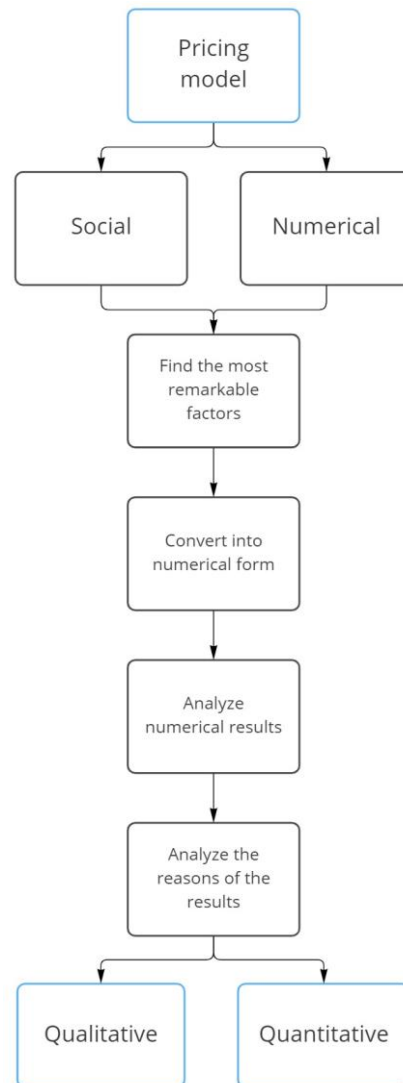 Pricing
model
Social
Numerical
Find the most
remarkable
factors
Convert into
numerical form
Analyze
numerical results
Analyze the
reasons of the
results
Qualitative
Quantitative